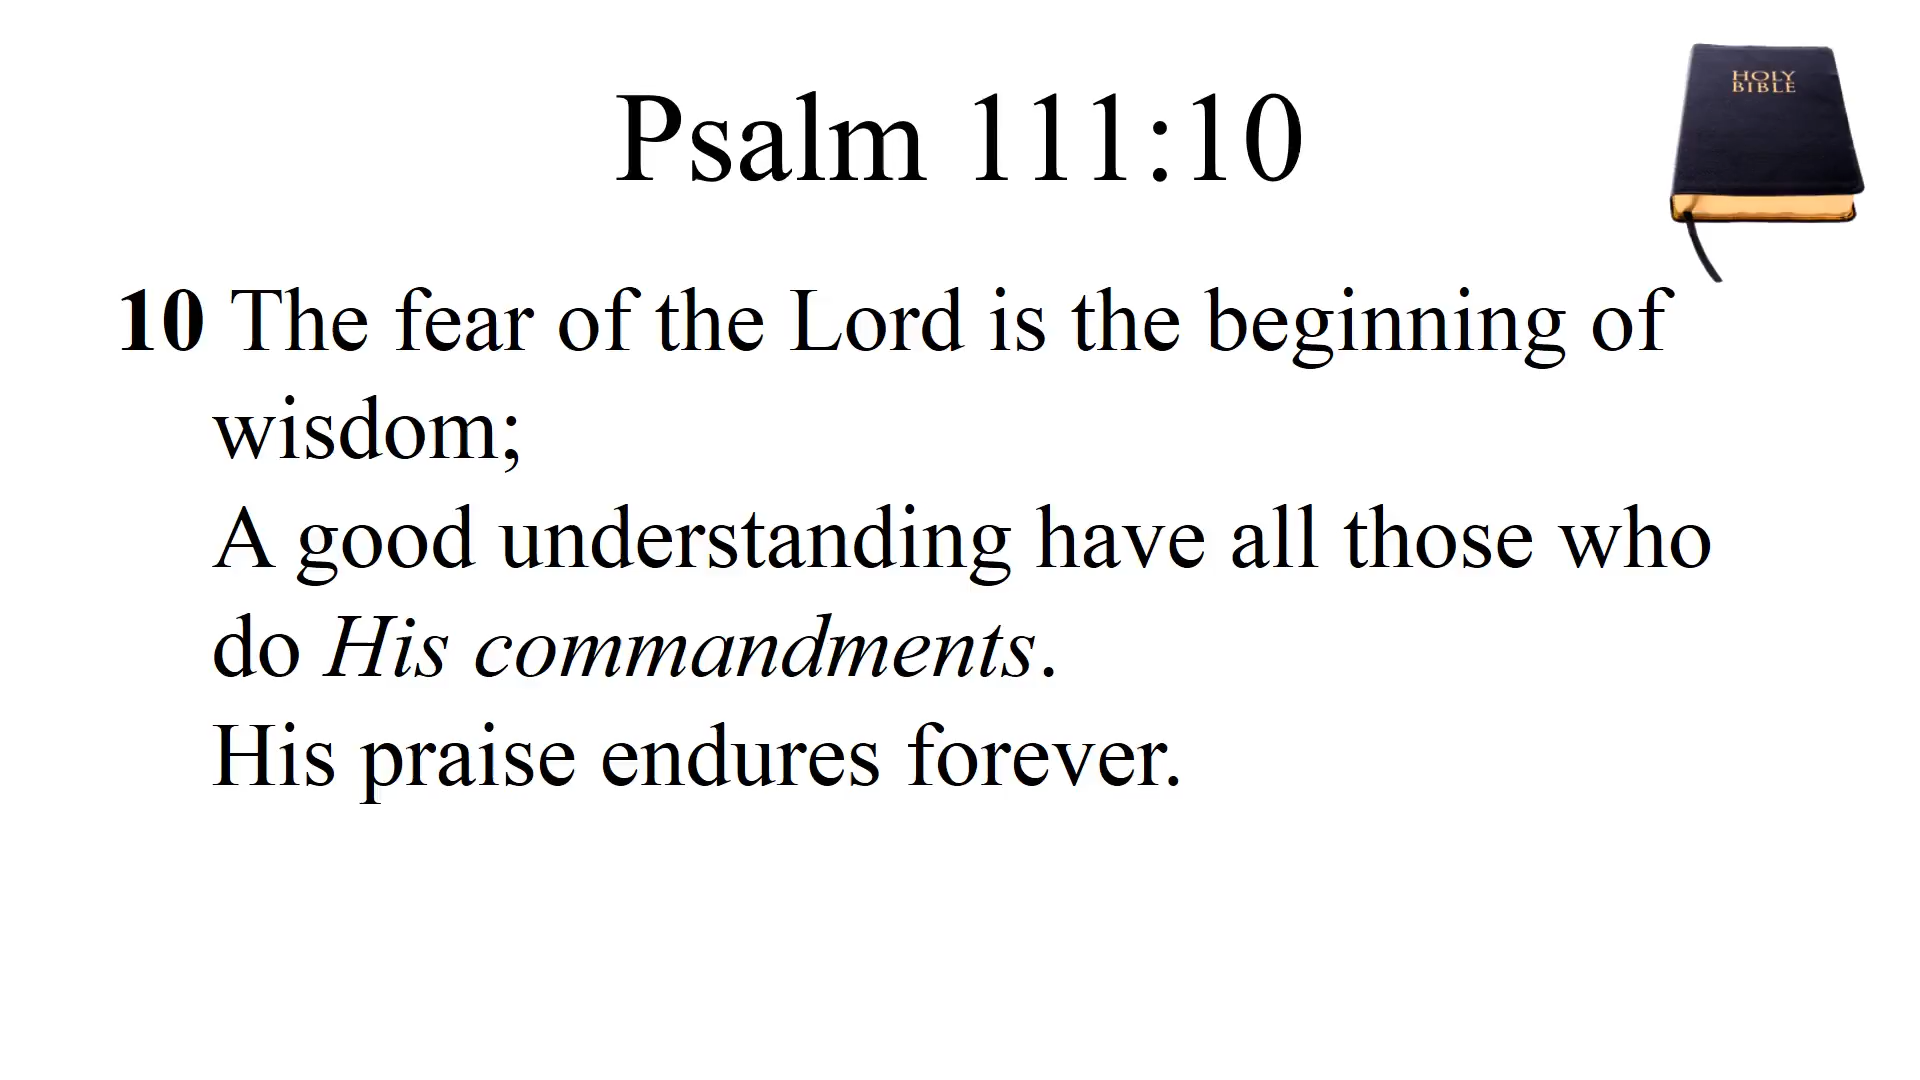 Psalm 111:10
HOLY
BIBLE
10 The fear of the Lord is the beginning of
wisdom;
A good understanding have all those who
do His commandments.
His praise endures forever.